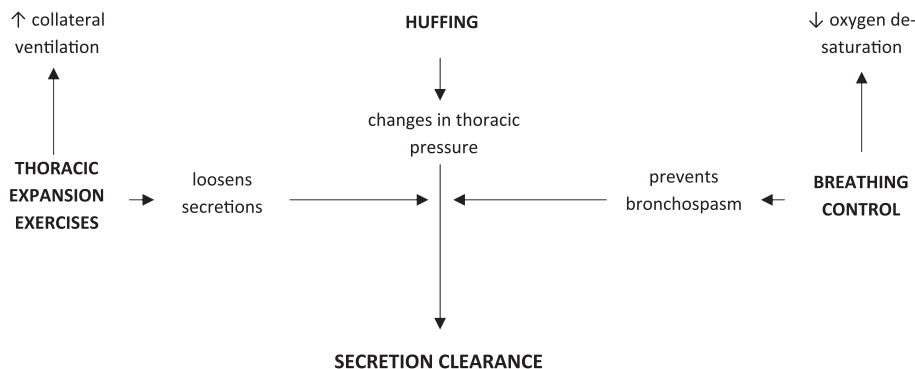 ↑ collateral
ventilation
HUFFING
↓ oxygen de-
saturation
changes in thoracic
pressure
THORACIC
EXPANSION
EXERCISES
loosens
secretions
prevents
bronchospasm
BREATHING
CONTROL
SECRETION CLEARANCE